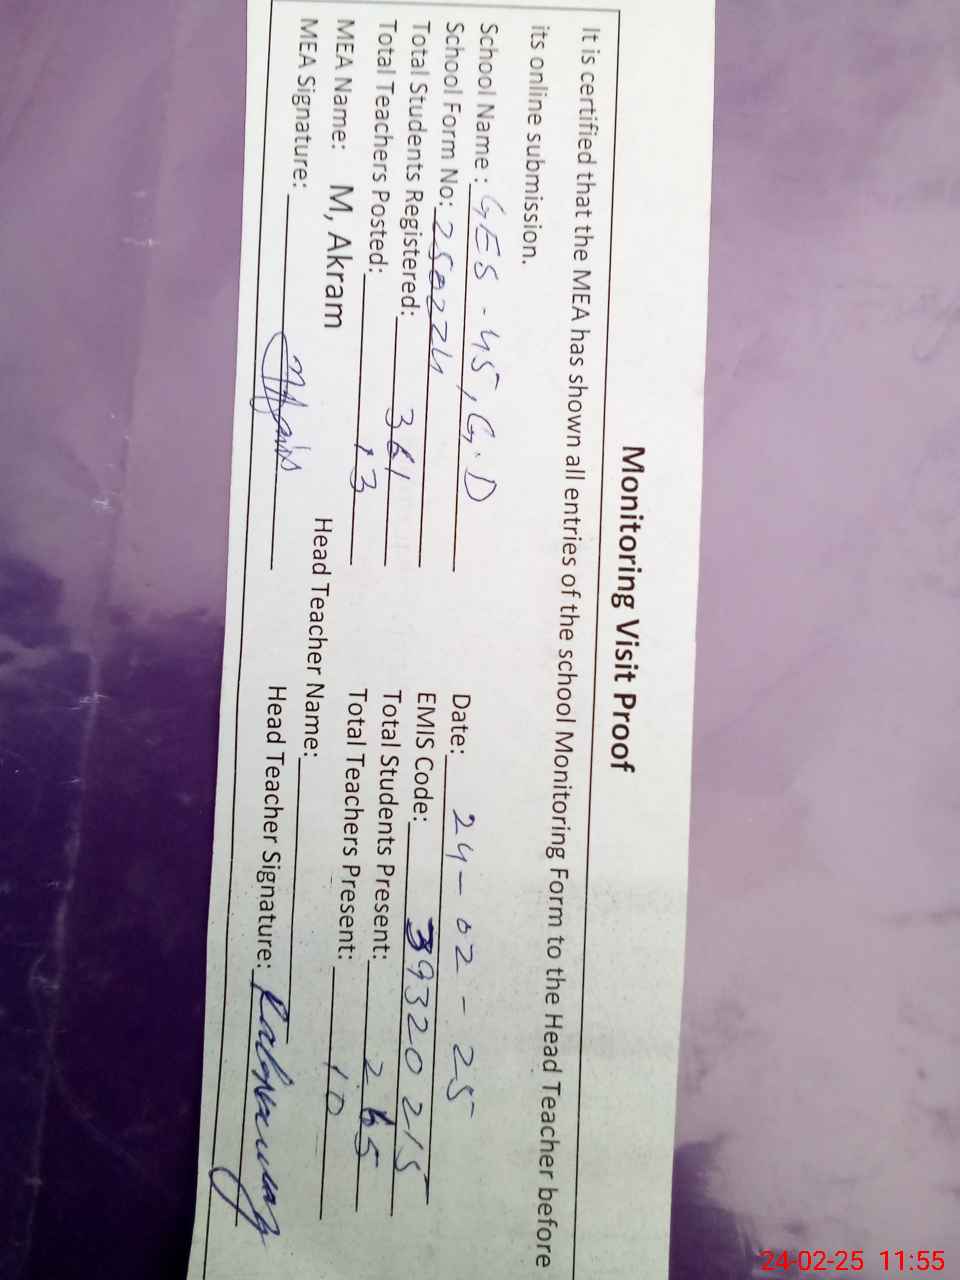 Monitoring Visit Proof
It is certified that the MEA has shown all entries of the school Monitoring Form to the Head Teacher before
its online submission.
School Name: GES-45, G.D Date: 24-02-25
School Form No: 250224 EMIS Code: 39320215
Total Students Registered: 361 Total Students Present: 265
Total Teachers Posted: 13 Total Teachers Present: 10
MEA Name: M, Akram Head Teacher Name:
MEA Signature: Head Teacher Signature:
24-02-25 11:55